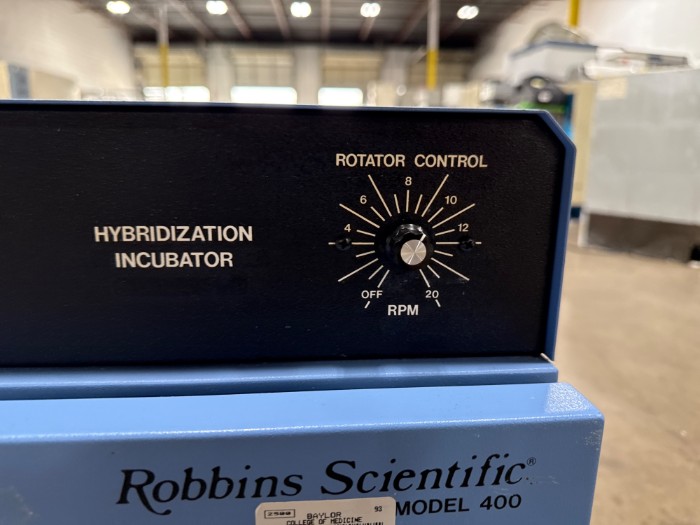 ROTATOR CONTROL
8
6
10
4
12
HYBRIDIZATION
INCUBATOR
OFF
20
RPM
Robbins Scientific®
MODEL 400
93
BAYLOR
COLLEGE OF MEDICINE